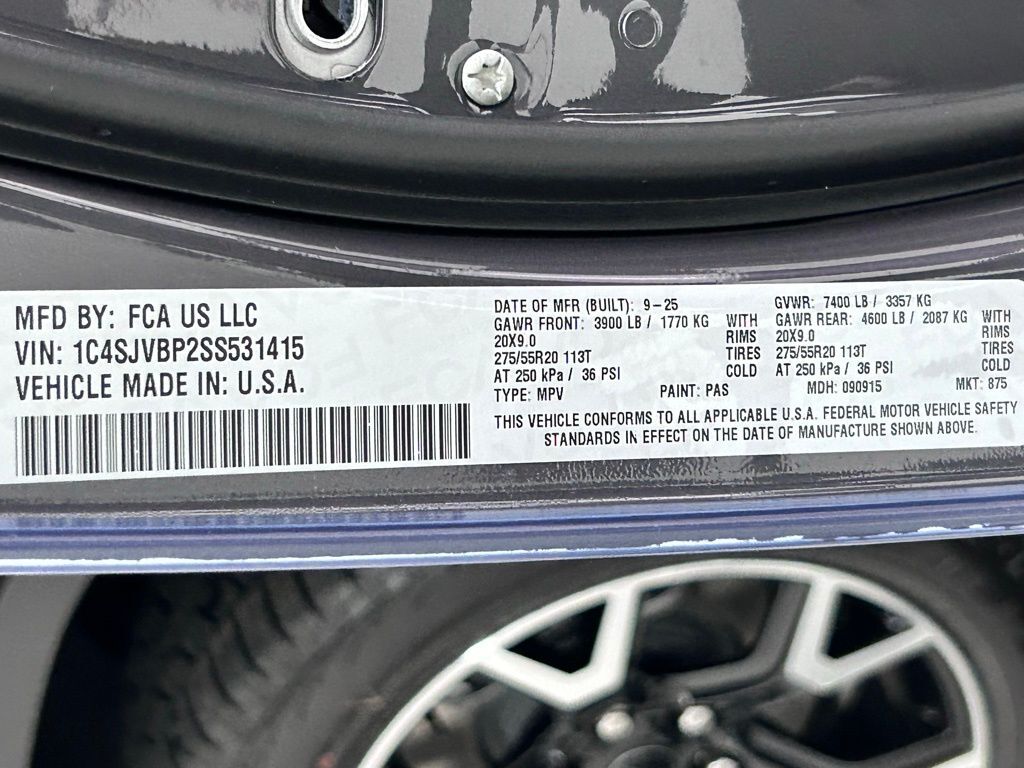 MFD BY: FCA US LLC
VIN: 1C4SJVBP2SS531415
VEHICLE MADE IN: U.S.A.
DATE OF MFR (BUILT): 9-25
GAWR FRONT: 3900 LB / 1770 KG WITH
20X9.0 RIMS
275/55R20 113T TIRES
AT 250 kPa / 36 PSI COLD
TYPE: MPV PAINT: PAS
GVWR: 7400 LB / 3357 KG
GAWR REAR: 4600 LB / 2087 KG WITH
20X9.0 RIMS
275/55R20 113T TIRES
AT 250 kPa / 36 PSI COLD
MDH: 090915 MKT: 875
THIS VEHICLE CONFORMS TO ALL APPLICABLE U.S.A. FEDERAL MOTOR VEHICLE SAFETY
STANDARDS IN EFFECT ON THE DATE OF MANUFACTURE SHOWN ABOVE.